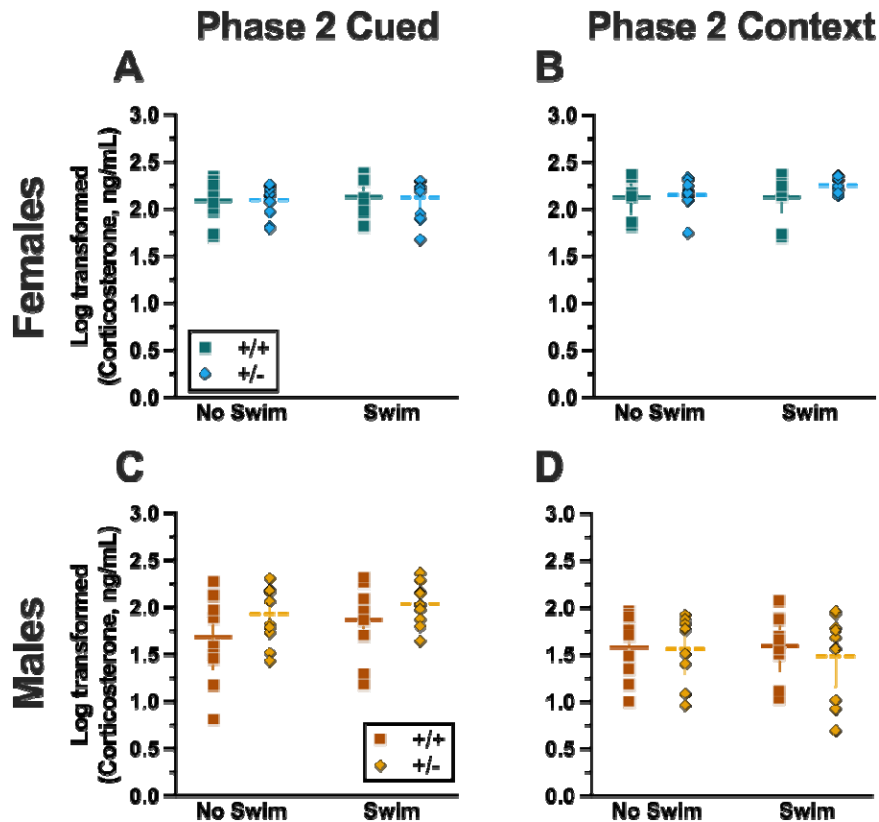 Phase 2 Cued
Phase 2 Context
A
B
Females
Log transformed
(Corticosterone, ng/mL)
3.0
2.5
2.0
1.5
1.0
0.5
0.0
+/+
+/-
No Swim
Swim
3.0
2.5
2.0
1.5
1.0
0.5
0.0
No Swim
Swim
C
D
Males
Log transformed
(Corticosterone, ng/mL)
3.0
2.5
2.0
1.5
1.0
0.5
0.0
+/+
+/-
No Swim
Swim
3.0
2.5
2.0
1.5
1.0
0.5
0.0
No Swim
Swim